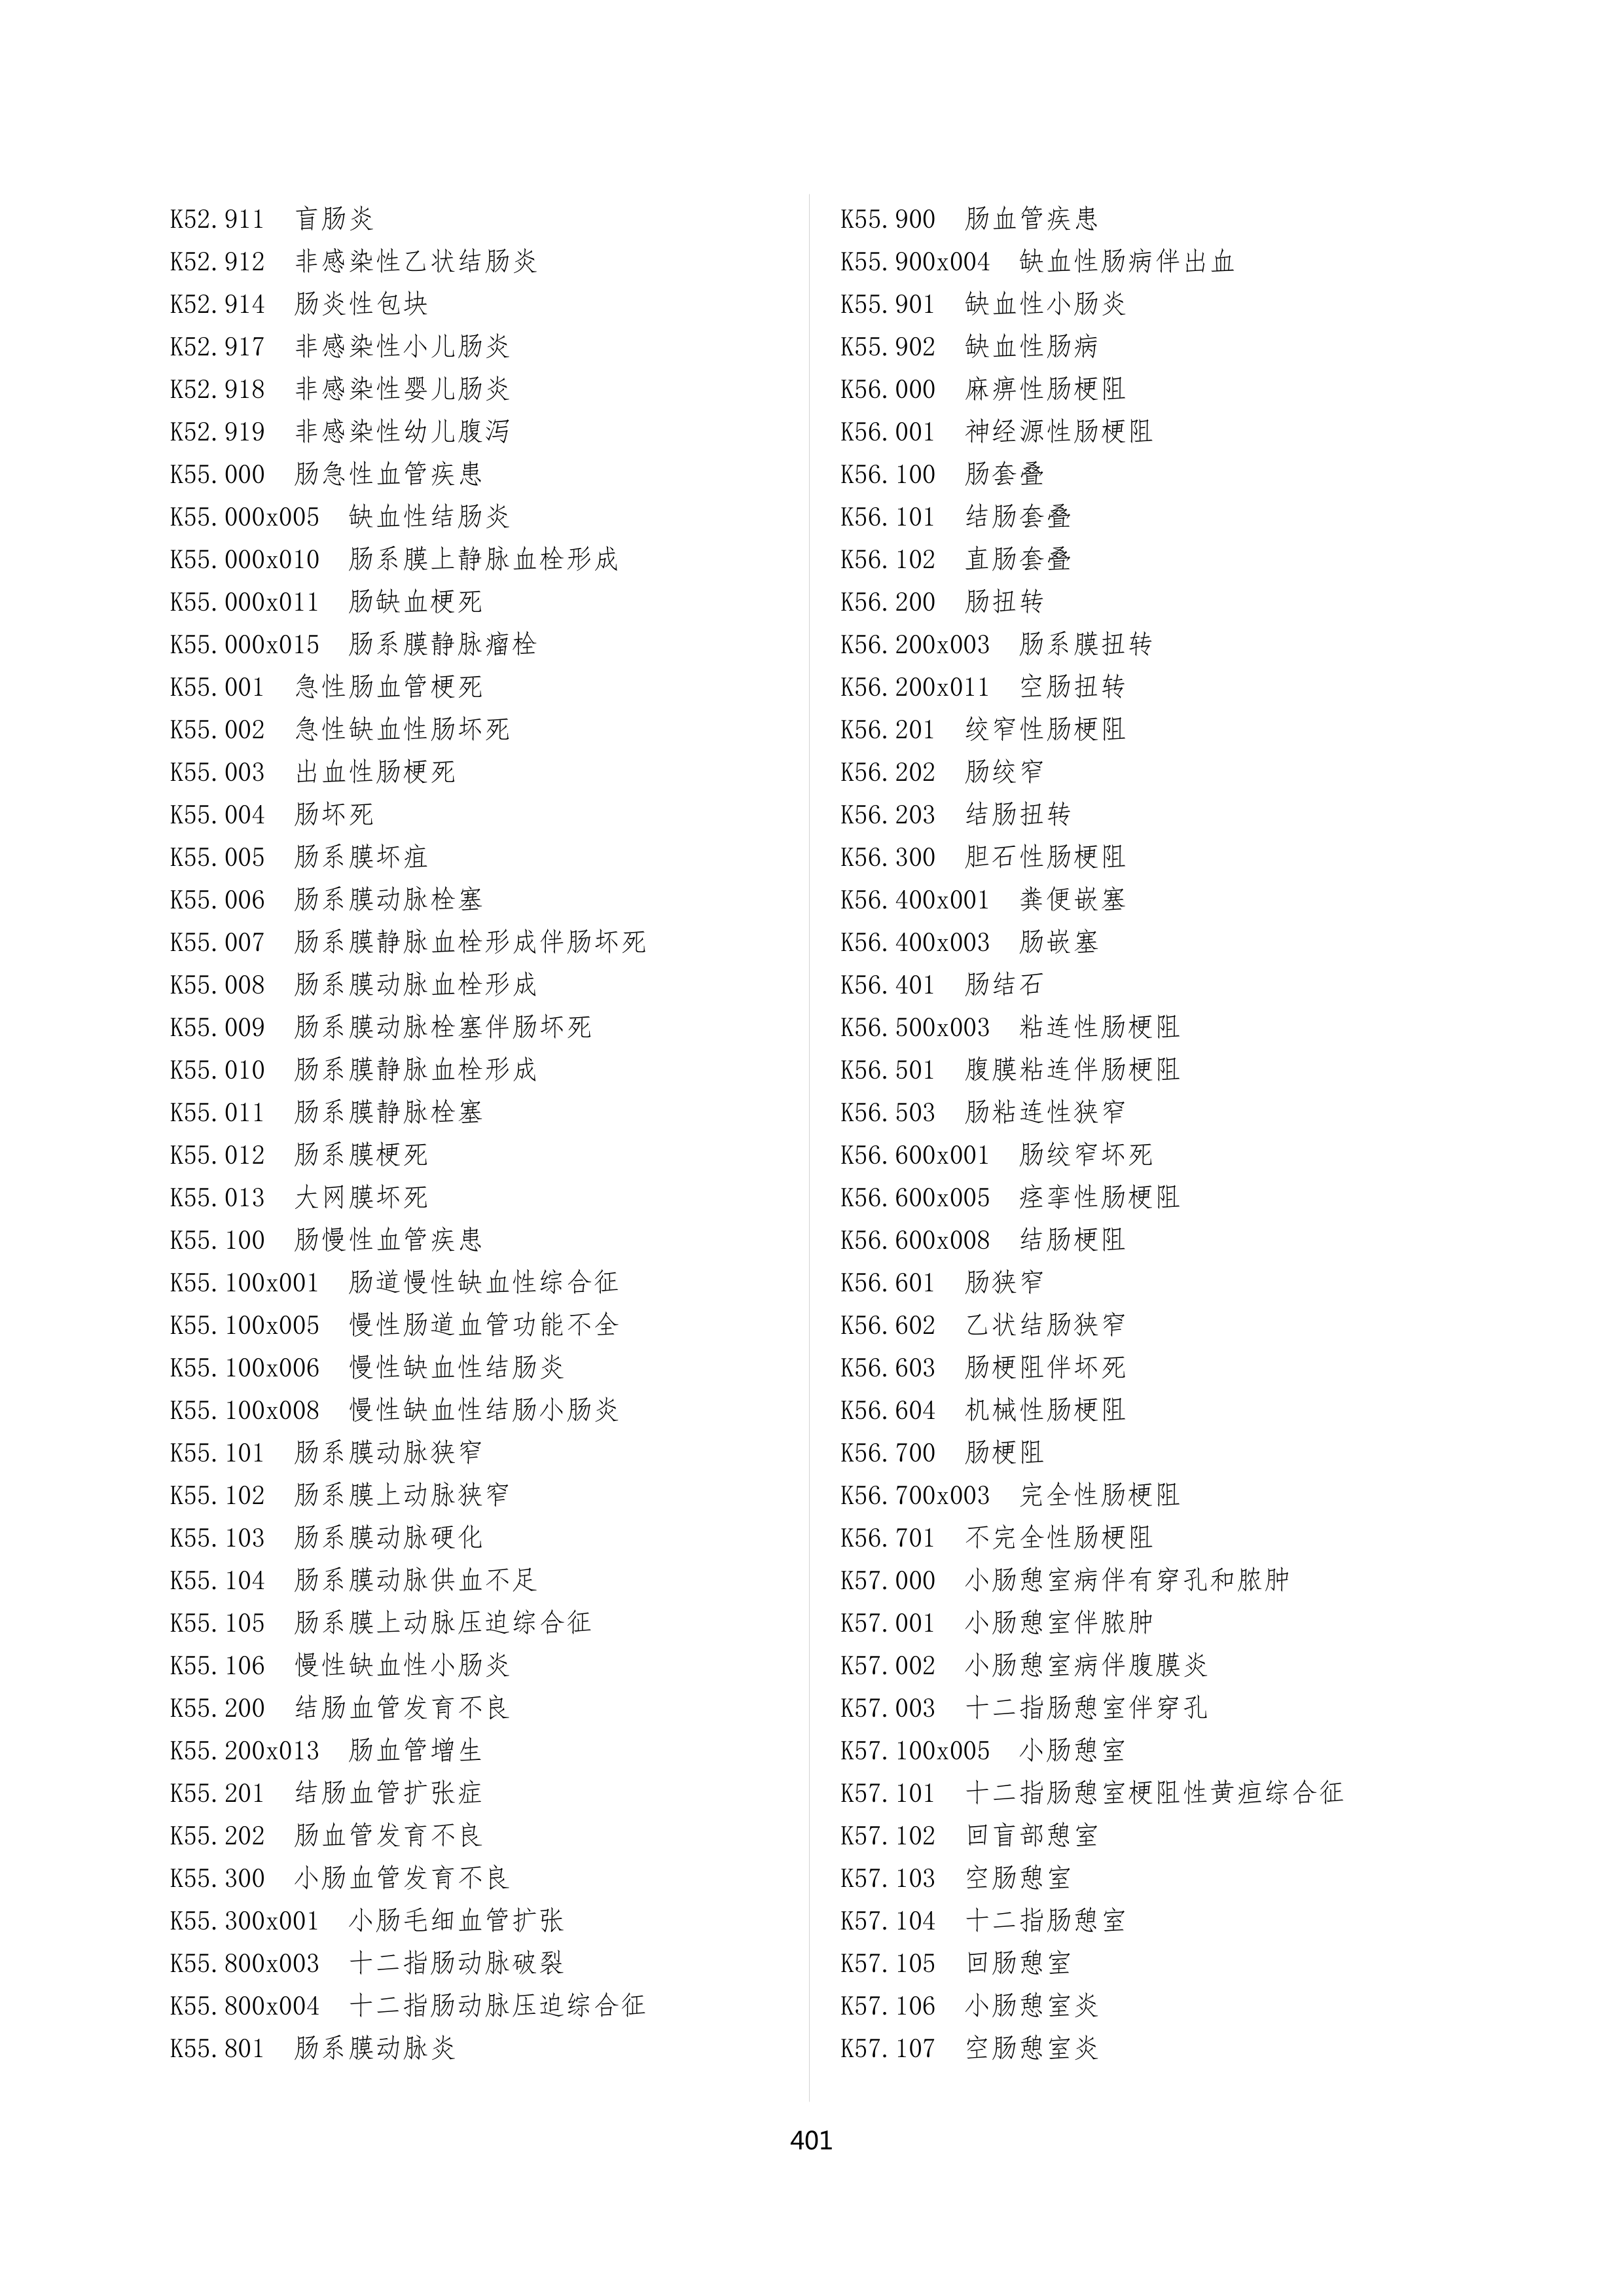 K52.911 盲肠炎
K52.912 非感染性乙状结肠炎
K52.914 肠炎性包块
K52.917 非感染性小儿肠炎
K52.918 非感染性婴儿肠炎
K52.919 非感染性幼儿腹泻
K55.000 肠急性血管疾患
K55.000x005 缺血性结肠炎
K55.000x010 肠系膜上静脉血栓形成
K55.000x011 肠缺血梗死
K55.000x015 肠系膜静脉瘤栓
K55.001 急性肠血管梗死
K55.002 急性缺血性肠坏死
K55.003 出血性肠梗死
K55.004 肠坏死
K55.005 肠系膜坏疽
K55.006 肠系膜动脉栓塞
K55.007 肠系膜静脉血栓形成伴肠坏死
K55.008 肠系膜动脉血栓形成
K55.009 肠系膜动脉栓塞伴肠坏死
K55.010 肠系膜静脉血栓形成
K55.011 肠系膜静脉栓塞
K55.012 肠系膜梗死
K55.013 大网膜坏死
K55.100 肠慢性血管疾患
K55.100x001 肠道慢性缺血性综合征
K55.100x005 慢性肠道血管功能不全
K55.100x006 慢性缺血性结肠炎
K55.100x008 慢性缺血性结肠小肠炎
K55.101 肠系膜动脉狭窄
K55.102 肠系膜上动脉狭窄
K55.103 肠系膜动脉硬化
K55.104 肠系膜动脉供血不足
K55.105 肠系膜上动脉压迫综合征
K55.106 慢性缺血性小肠炎
K55.200 结肠血管发育不良
K55.200x013 肠血管增生
K55.201 结肠血管扩张症
K55.202 肠血管发育不良
K55.300 小肠血管发育不良
K55.300x001 小肠毛细血管扩张
K55.800x003 十二指肠动脉破裂
K55.800x004 十二指肠动脉压迫综合征
K55.801 肠系膜动脉炎
K55.900 肠血管疾患
K55.900x004 缺血性肠病伴出血
K55.901 缺血性小肠炎
K55.902 缺血性肠病
K56.000 麻痹性肠梗阻
K56.001 神经源性肠梗阻
K56.100 肠套叠
K56.101 结肠套叠
K56.102 直肠套叠
K56.200 肠扭转
K56.200x003 肠系膜扭转
K56.200x011 空肠扭转
K56.201 绞窄性肠梗阻
K56.202 肠绞窄
K56.203 结肠扭转
K56.300 胆石性肠梗阻
K56.400x001 粪便嵌塞
K56.400x003 肠嵌塞
K56.401 肠结石
K56.500x003 粘连性肠梗阻
K56.501 腹膜粘连伴肠梗阻
K56.503 肠粘连性狭窄
K56.600x001 肠绞窄坏死
K56.600x005 痉挛性肠梗阻
K56.600x008 结肠梗阻
K56.601 肠狭窄
K56.602 乙状结肠狭窄
K56.603 肠梗阻伴坏死
K56.604 机械性肠梗阻
K56.700 肠梗阻
K56.700x003 完全性肠梗阻
K56.701 不完全性肠梗阻
K57.000 小肠憩室病伴有穿孔和脓肿
K57.001 小肠憩室伴脓肿
K57.002 小肠憩室病伴腹膜炎
K57.003 十二指肠憩室伴穿孔
K57.100x005 小肠憩室
K57.101 十二指肠憩室梗阻性黄疸综合征
K57.102 回盲部憩室
K57.103 空肠憩室
K57.104 十二指肠憩室
K57.105 回肠憩室
K57.106 小肠憩室炎
K57.107 空肠憩室炎
401